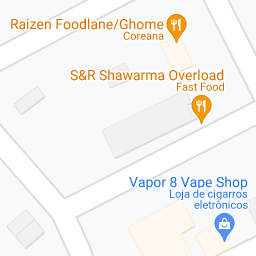 Raizen Foodlane/Ghome
Coreana
S&R Shawarma Overload
Fast Food
Vapor 8 Vape Shop
Loja de cigarros
eletrônicos